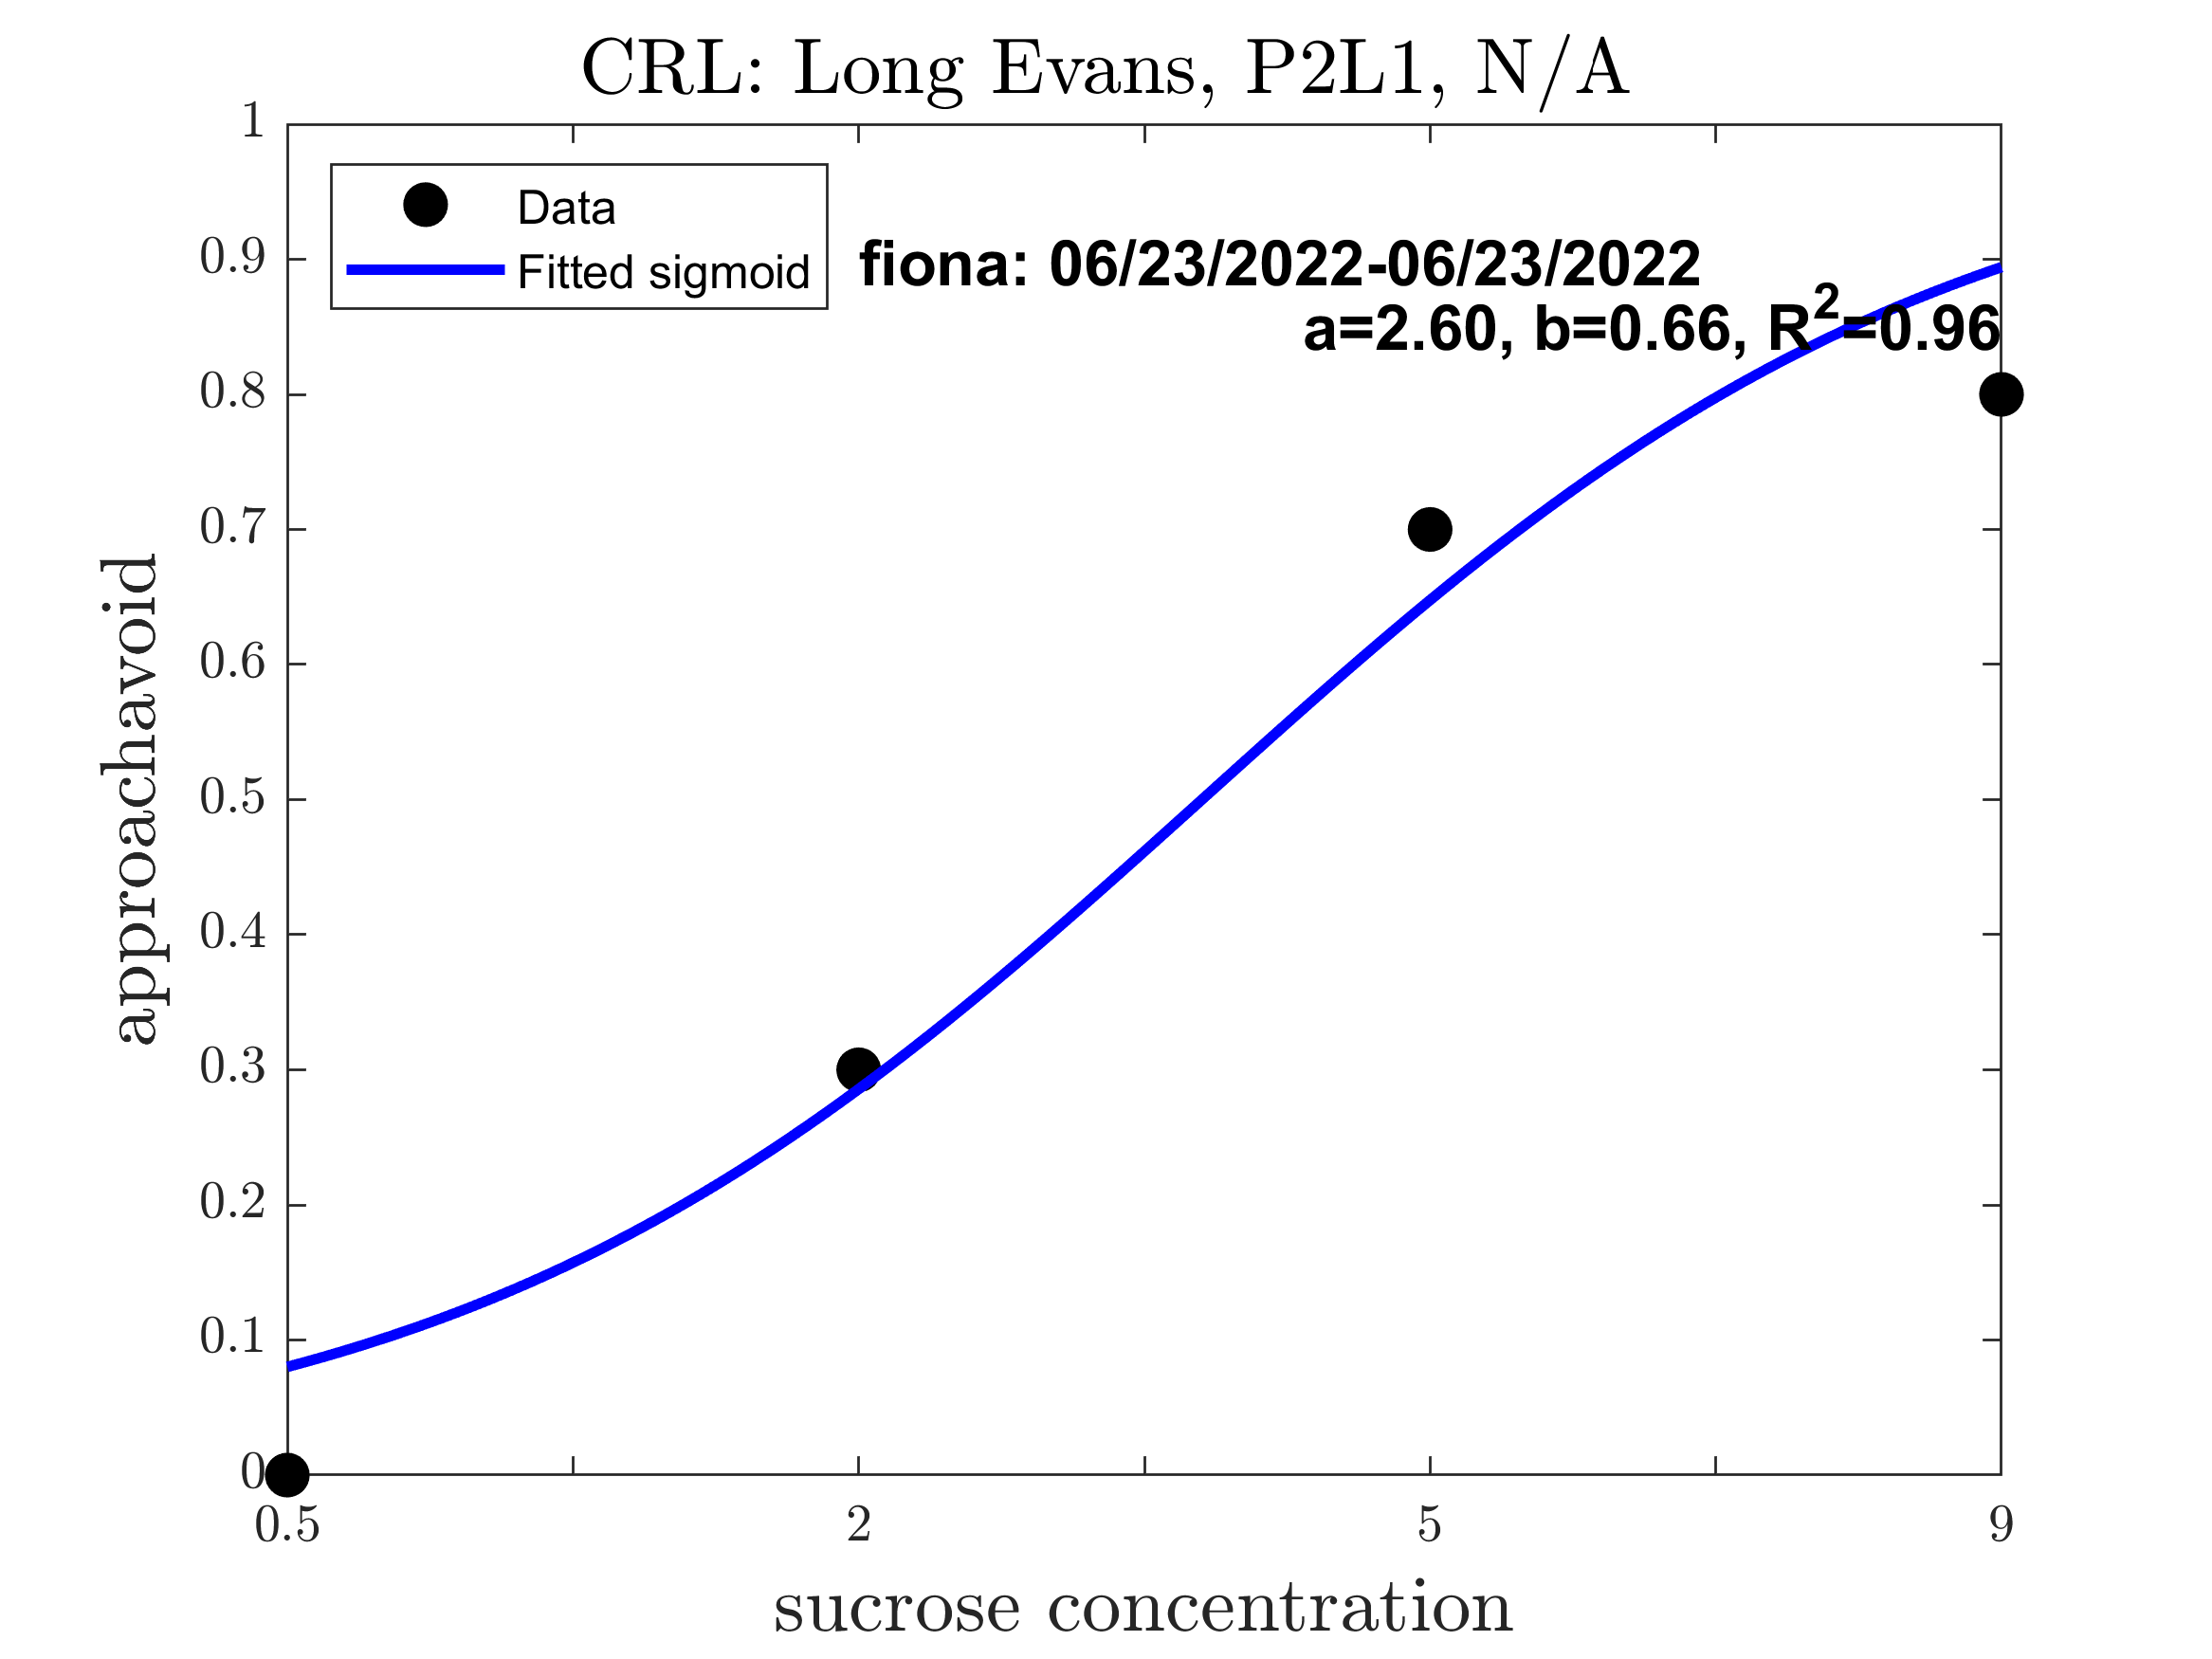 CRL: Long Evans, P2L1, N/A
1
Data
Fitted sigmoid
fiona: 06/23/2022-06/23/2022
a=2.60, b=0.66, R²=0.96
0.9
0.8
0.7
0.6
0.5
0.4
0.3
0.2
0.1
0
approachavoid
0.5 2 5 9
sucrose concentration